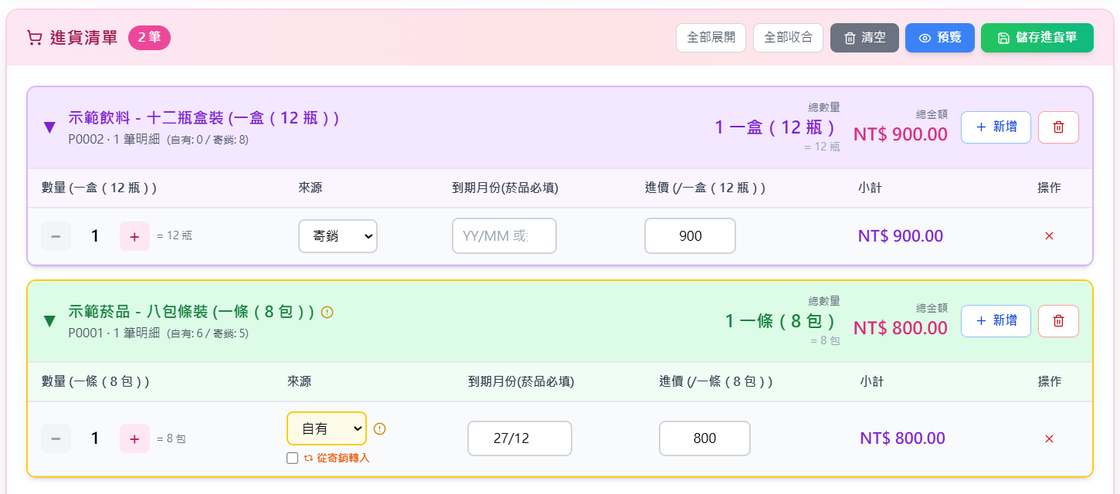 進貨清單 2 筆 全部展開 全部收合 清空 預覽 儲存進貨單
示範飲料 - 十二瓶盒裝 (一盒 ( 12 瓶 ) )
P0002 · 1 筆明細 (自有: 0 / 寄銷: 8)
總數量
1 一盒 ( 12 瓶 )
= 12 瓶
總金額
NT$ 900.00
+ 新增
數量 (一盒 ( 12 瓶 ) ) 來源 到期月份(菸品必填) 進價 (/一盒 ( 12 瓶 ) ) 小計 操作
− 1 + = 12 瓶 寄銷 YY/MM 或 900 NT$ 900.00 ×
示範菸品 - 八包條裝 (一條 ( 8 包 ) )
P0001 · 1 筆明細 (自有: 6 / 寄銷: 5)
總數量
1 一條 ( 8 包 )
= 8 包
總金額
NT$ 800.00
+ 新增
數量 (一條 ( 8 包 ) ) 來源 到期月份(菸品必填) 進價 (/一條 ( 8 包 ) ) 小計 操作
− 1 + = 8 包 自有 27/12 800 NT$ 800.00 ×
從寄銷轉入